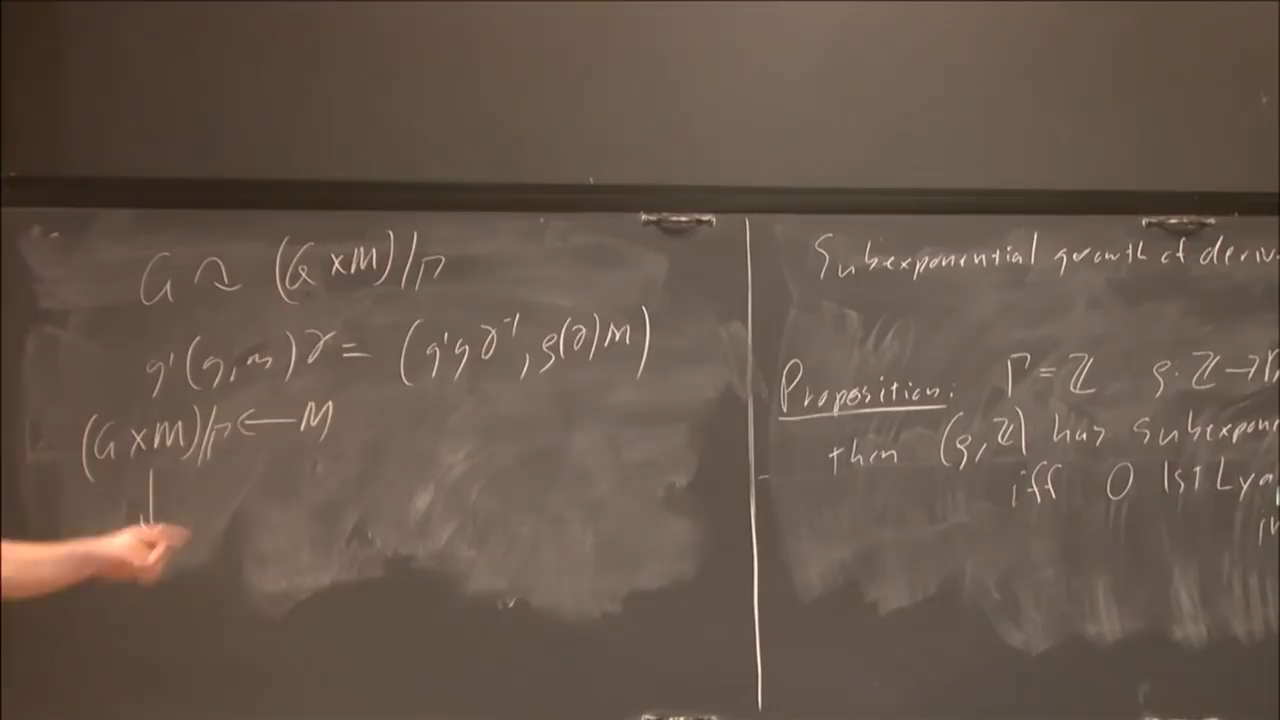 G ↷ (G × M)/Γ
g'(g,m)γ = (g'gγ⁻¹, ρ(γ)m)
(G × M)/Γ ← M
↓
Subexponential growth of deriv
Proposition: Γ = ℤ ρ: ℤ →
then (ρ, ℤ) has subexpon
iff 0 1st Lya